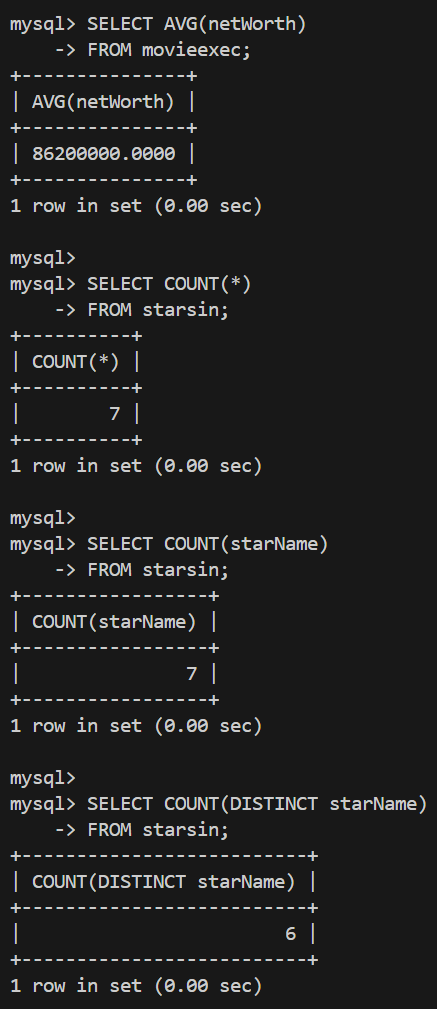 mysql> SELECT AVG(netWorth)
    -> FROM movieexec;
+---------------+
| AVG(netWorth) |
+---------------+
| 86200000.0000 |
+---------------+
1 row in set (0.00 sec)

mysql>
mysql> SELECT COUNT(*)
    -> FROM starsin;
+----------+
| COUNT(*) |
+----------+
|        7 |
+----------+
1 row in set (0.00 sec)

mysql>
mysql> SELECT COUNT(starName)
    -> FROM starsin;
+-----------------+
| COUNT(starName) |
+-----------------+
|               7 |
+-----------------+
1 row in set (0.00 sec)

mysql>
mysql> SELECT COUNT(DISTINCT starName)
    -> FROM starsin;
+--------------------------+
| COUNT(DISTINCT starName) |
+--------------------------+
|                        6 |
+--------------------------+
1 row in set (0.00 sec)